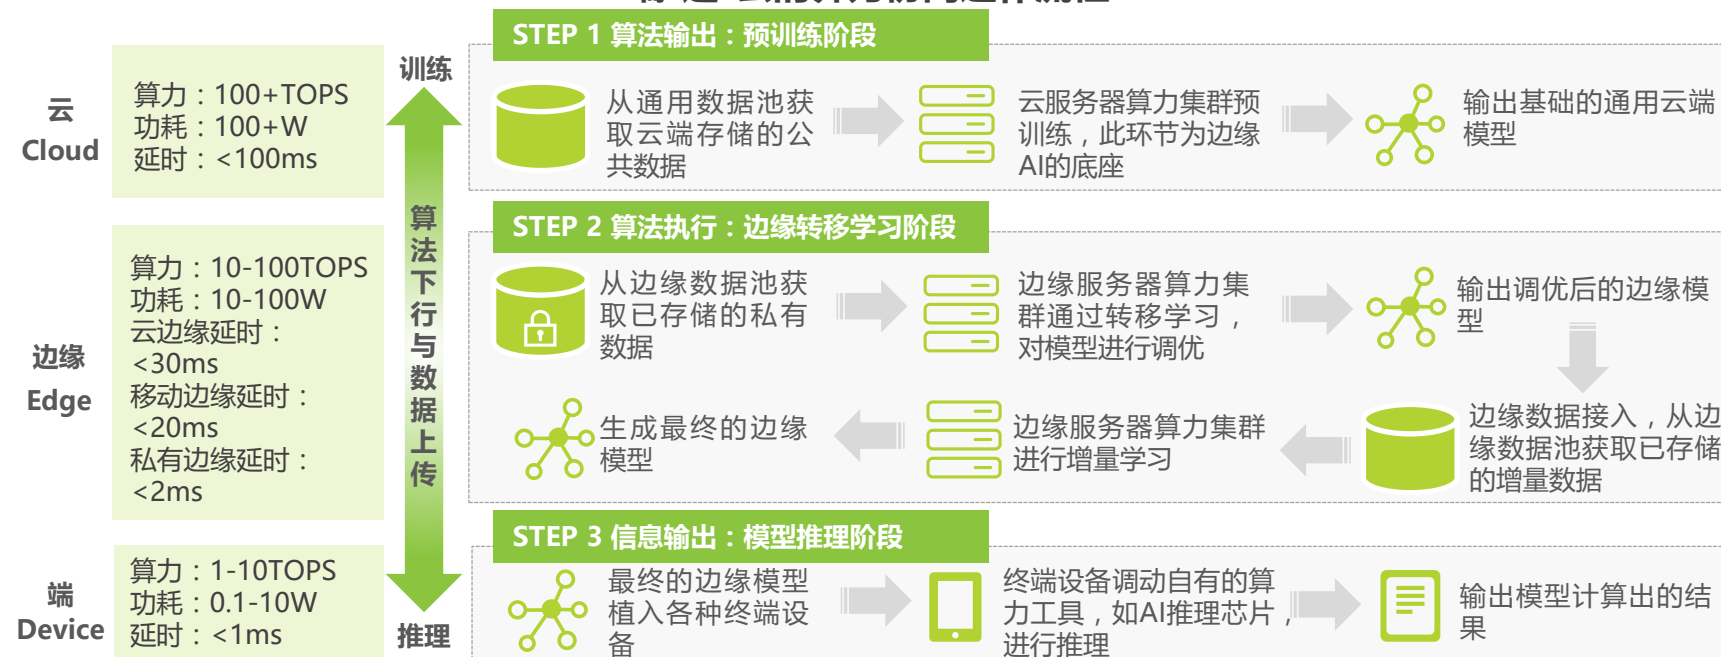 STEP 1 算法输出：预训练阶段
训练
云
Cloud
算力：100+TOPS
功耗：100+W
延时：<100ms
从通用数据池获
取云端存储的公
共数据
云服务器算力集群预
训练，此环节为边缘
AI的底座
输出基础的通用云端
模型
算法下行与数据上传
STEP 2 算法执行：边缘转移学习阶段
边缘
Edge
算力：10-100TOPS
功耗：10-100W
云边缘延时：
<30ms
移动边缘延时：
<20ms
私有边缘延时：
<2ms
从边缘数据池获
取已存储的私有
数据
边缘服务器算力集
群通过转移学习，
对模型进行调优
输出调优后的边缘模
型
边缘数据接入，从边
缘数据池获取已存储
的增量数据
边缘服务器算力集群
进行增量学习
生成最终的边缘
模型
STEP 3 信息输出：模型推理阶段
端
Device
算力：1-10TOPS
功耗：0.1-10W
延时：<1ms
推理
最终的边缘模型
植入各种终端设
备
终端设备调动自有的算
力工具，如AI推理芯片，
进行推理
输出模型计算出的结
果